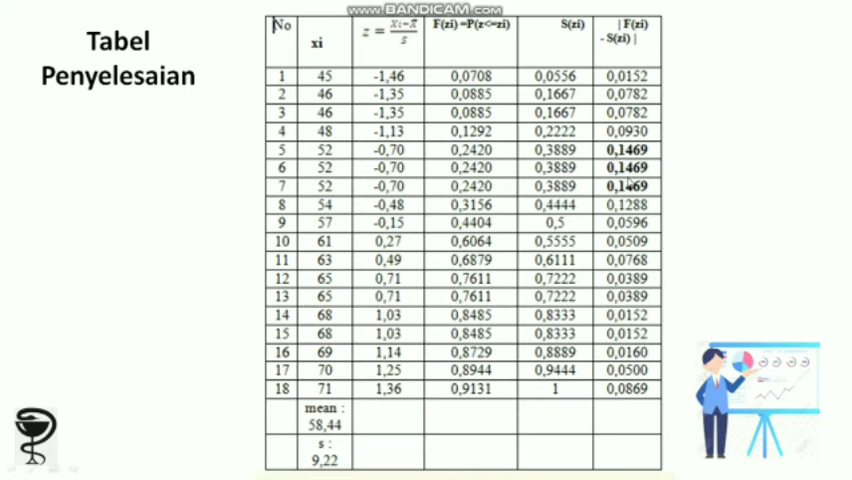 www.BANDICAM.com
Tabel
Penyelesaian
No xi z = xi-x̄/s F(zi) =P(z<=zi) S(zi) | F(zi) - S(zi) |
1 45 -1,46 0,0708 0,0556 0,0152
2 46 -1,35 0,0885 0,1667 0,0782
3 46 -1,35 0,0885 0,1667 0,0782
4 48 -1,13 0,1292 0,2222 0,0930
5 52 -0,70 0,2420 0,3889 0,1469
6 52 -0,70 0,2420 0,3889 0,1469
7 52 -0,70 0,2420 0,3889 0,1469
8 54 -0,48 0,3156 0,4444 0,1288
9 57 -0,15 0,4404 0,5 0,0596
10 61 0,27 0,6064 0,5555 0,0509
11 63 0,49 0,6879 0,6111 0,0768
12 65 0,71 0,7611 0,7222 0,0389
13 65 0,71 0,7611 0,7222 0,0389
14 68 1,03 0,8485 0,8333 0,0152
15 68 1,03 0,8485 0,8333 0,0152
16 69 1,14 0,8729 0,8889 0,0160
17 70 1,25 0,8944 0,9444 0,0500
18 71 1,36 0,9131 1 0,0869
mean :
58,44
s :
9,22